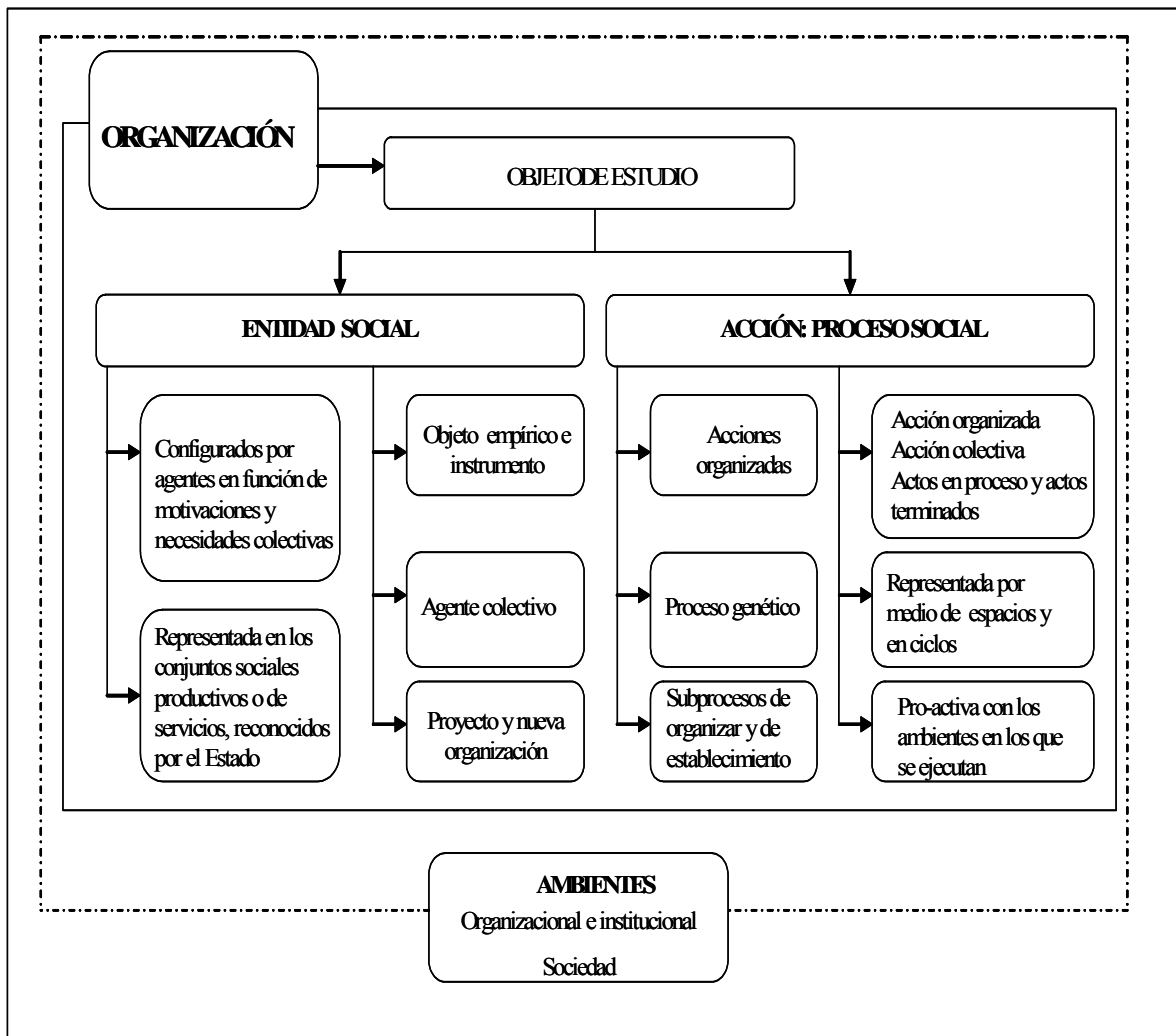 ORGANIZACIÓN
OBJETO DE ESTUDIO
ENTIDAD SOCIAL
Configurados por
agentes en función de
motivaciones y
necesidades colectivas
Representada en los
conjuntos sociales
productivos o de
servicios, reconocidos
por el Estado
Objeto empírico e
instrumento
Agente colectivo
Proyecto y nueva
organización
ACCIÓN: PROCESO SOCIAL
Acciones
organizadas
Proceso genético
Subprocesos de
organizar y de
establecimiento
Acción organizada
Acción colectiva
Actos en proceso y actos
terminados
Representada por
medio de espacios y
en ciclos
Pro-activa con los
ambientes en los que
se ejecutan
AMBIENTES
Organizacional e institucional
Sociedad